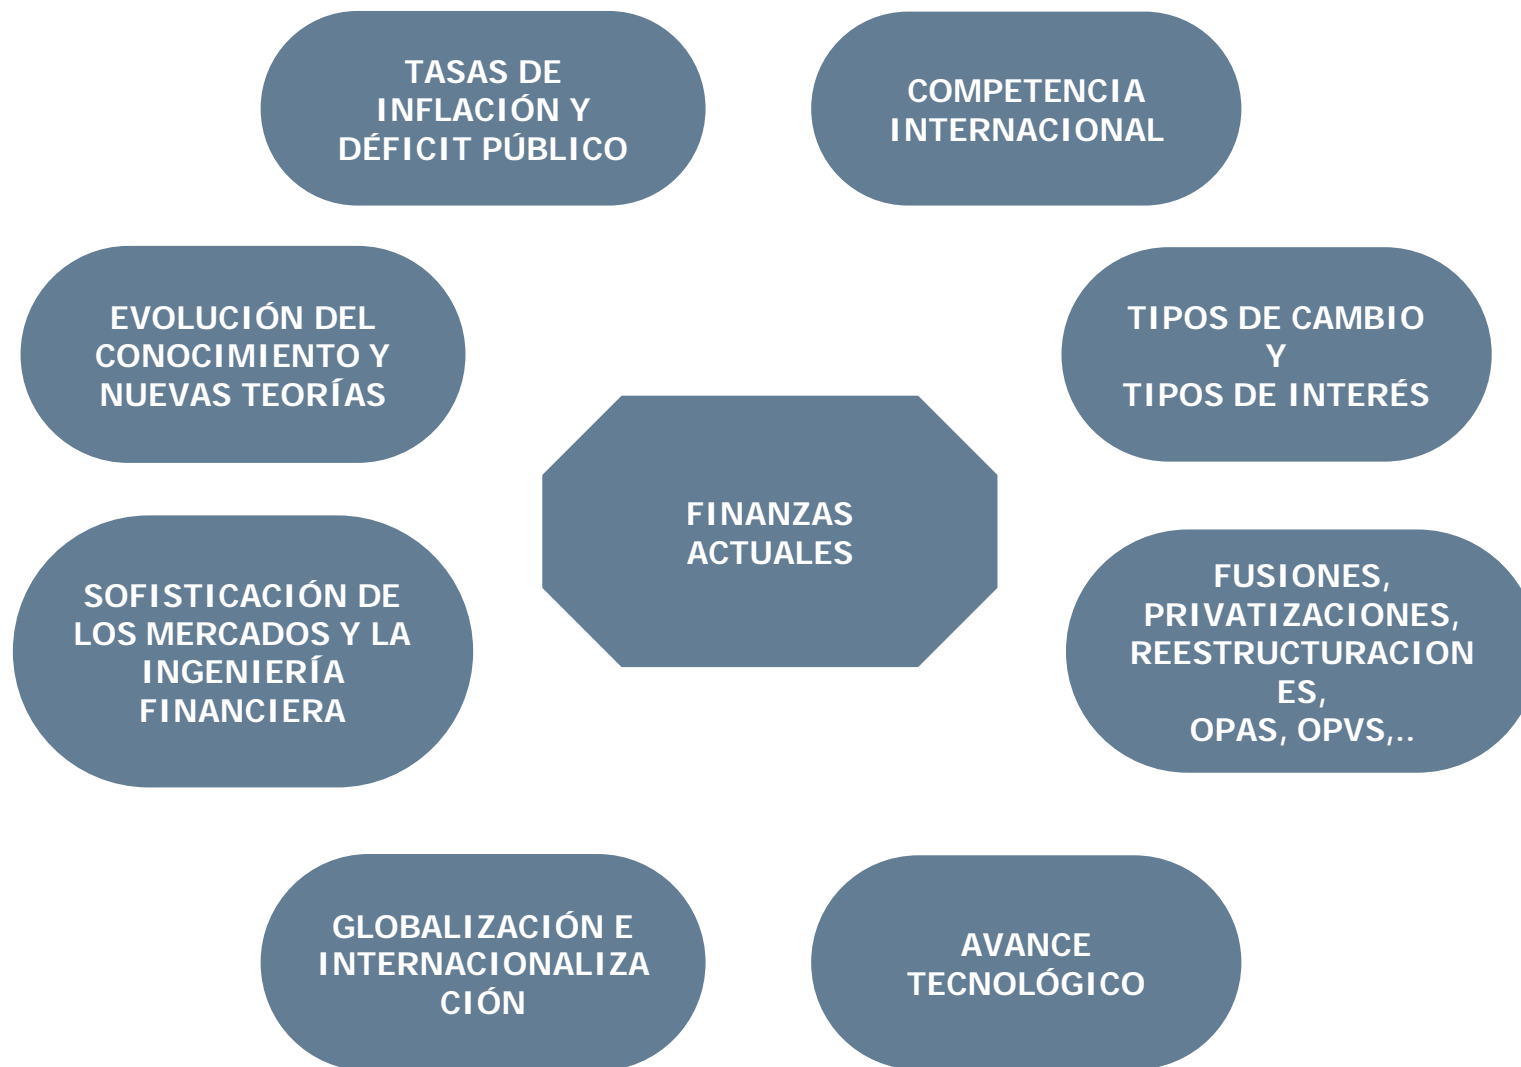 TASAS DE
INFLACIÓN Y
DÉFICIT PÚBLICO
COMPETENCIA
INTERNACIONAL
EVOLUCIÓN DEL
CONOCIMIENTO Y
NUEVAS TEORÍAS
TIPOS DE CAMBIO
Y
TIPOS DE INTERÉS
FINANZAS
ACTUALES
SOFISTICACIÓN DE
LOS MERCADOS Y LA
INGENIERÍA
FINANCIERA
FUSIONES,
PRIVATIZACIONES,
REESTRUCTURACION
ES,
OPAS, OPVS,..
GLOBALIZACIÓN E
INTERNACIONALIZA
CIÓN
AVANCE
TECNOLÓGICO